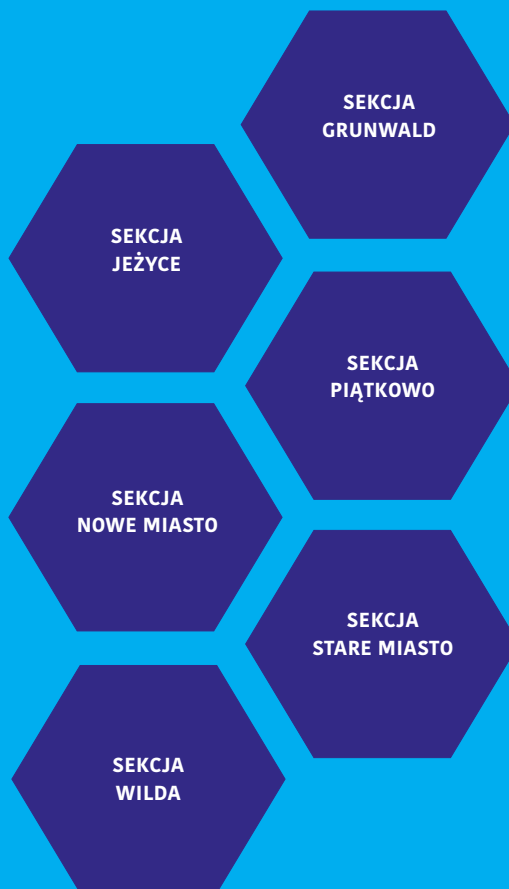 SEKCJA
GRUNWALD
SEKCJA
JEŻYCE
SEKCJA
PIĄTKOWO
SEKCJA
NOWE MIASTO
SEKCJA
STARE MIASTO
SEKCJA
WILDA